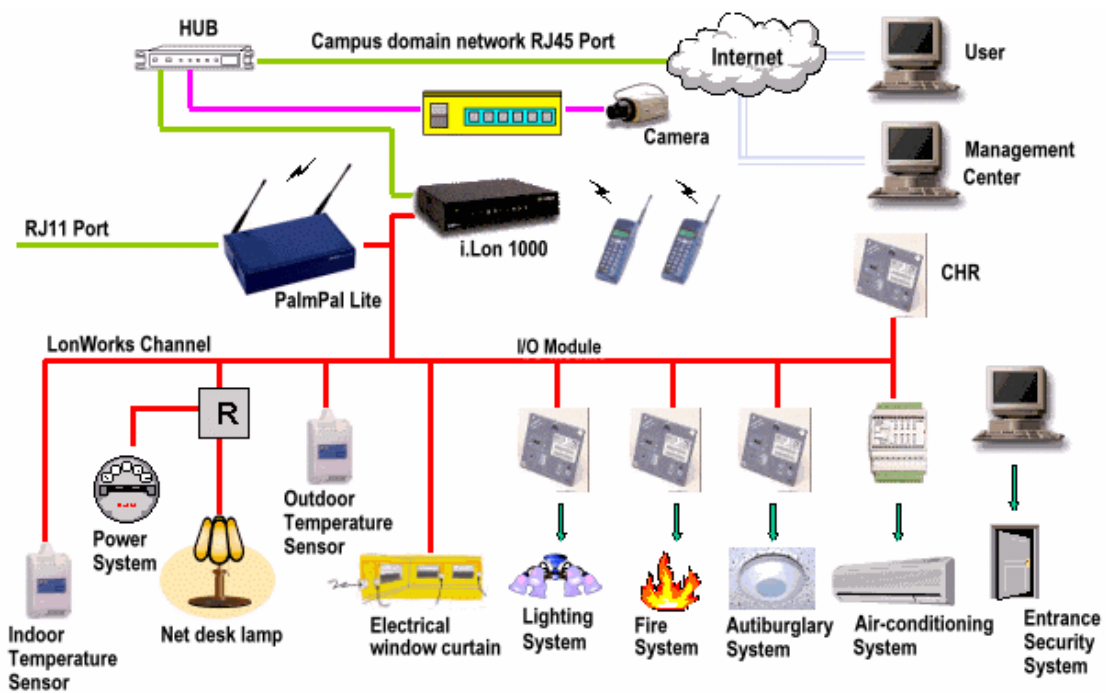 HUB
Campus domain network RJ45 Port
Internet
User
Camera
Management
Center
RJ11 Port
i.Lon 1000
PalmPal Lite
CHR
LonWorks Channel
I/O Module
R
Power
System
Outdoor
Temperature
Sensor
Indoor
Temperature
Sensor
Net desk lamp
Electrical
window curtain
Lighting
System
Fire
System
Autiburglary
System
Air-conditioning
System
Entrance
Security
System